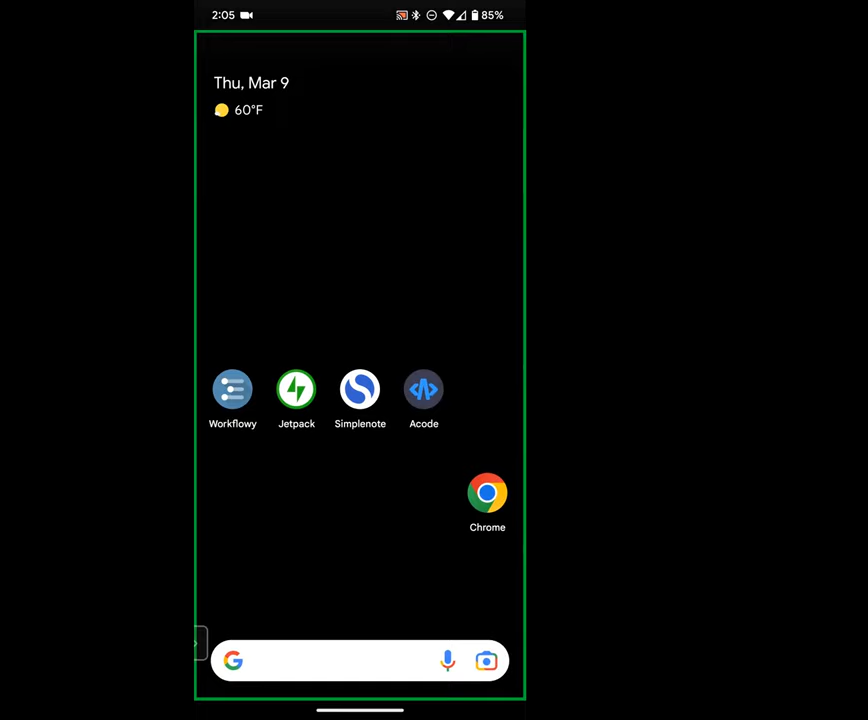 2:05 85%
Thu, Mar 9
60°F
Workflowy Jetpack Simplenote Acode
Chrome